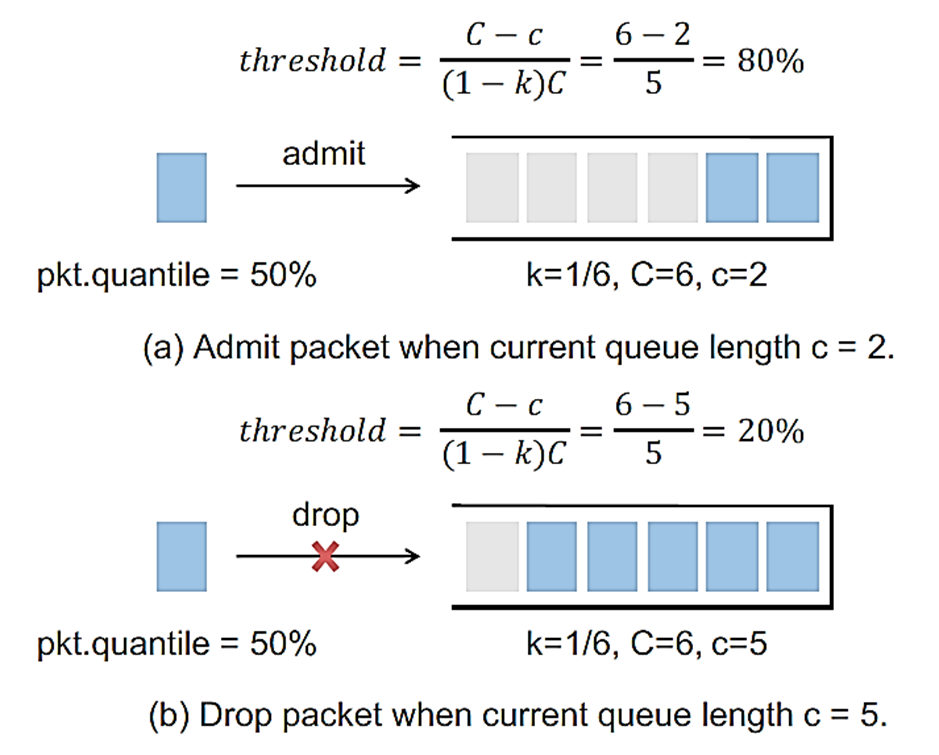 threshold = \frac{C - c}{(1 - k)C} = \frac{6 - 2}{5} = 80%
admit
pkt.quantile = 50%
k=1/6, C=6, c=2
(a) Admit packet when current queue length c = 2.
threshold = \frac{C - c}{(1 - k)C} = \frac{6 - 5}{5} = 20%
drop
pkt.quantile = 50%
k=1/6, C=6, c=5
(b) Drop packet when current queue length c = 5.